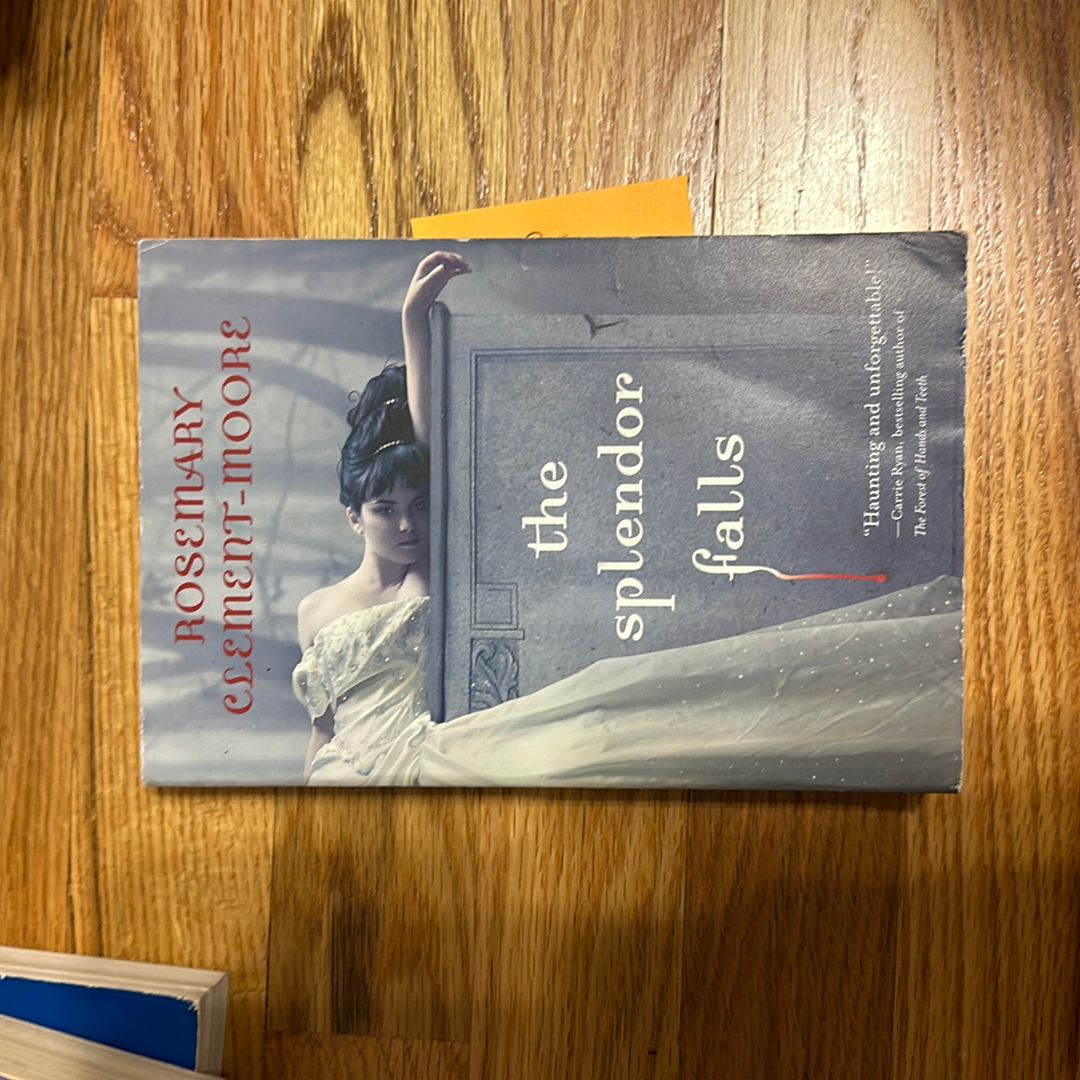 ROSEMARY
CLEMENT-MOORE
the
splendor
falls
"Haunting and unforgettable!"
—Carrie Ryan, bestselling author of
The Forest of Hands and Teeth